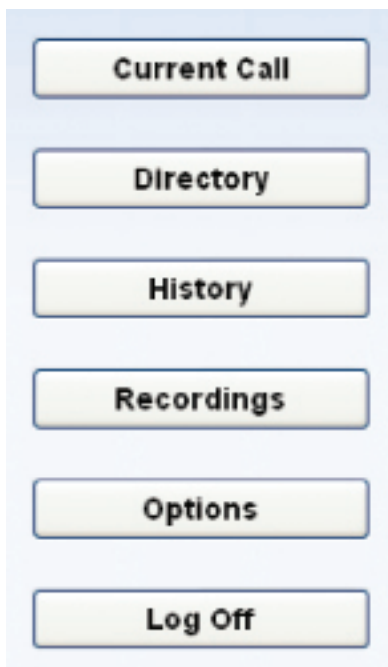 Current Call
Directory
History
Recordings
Options
Log Off